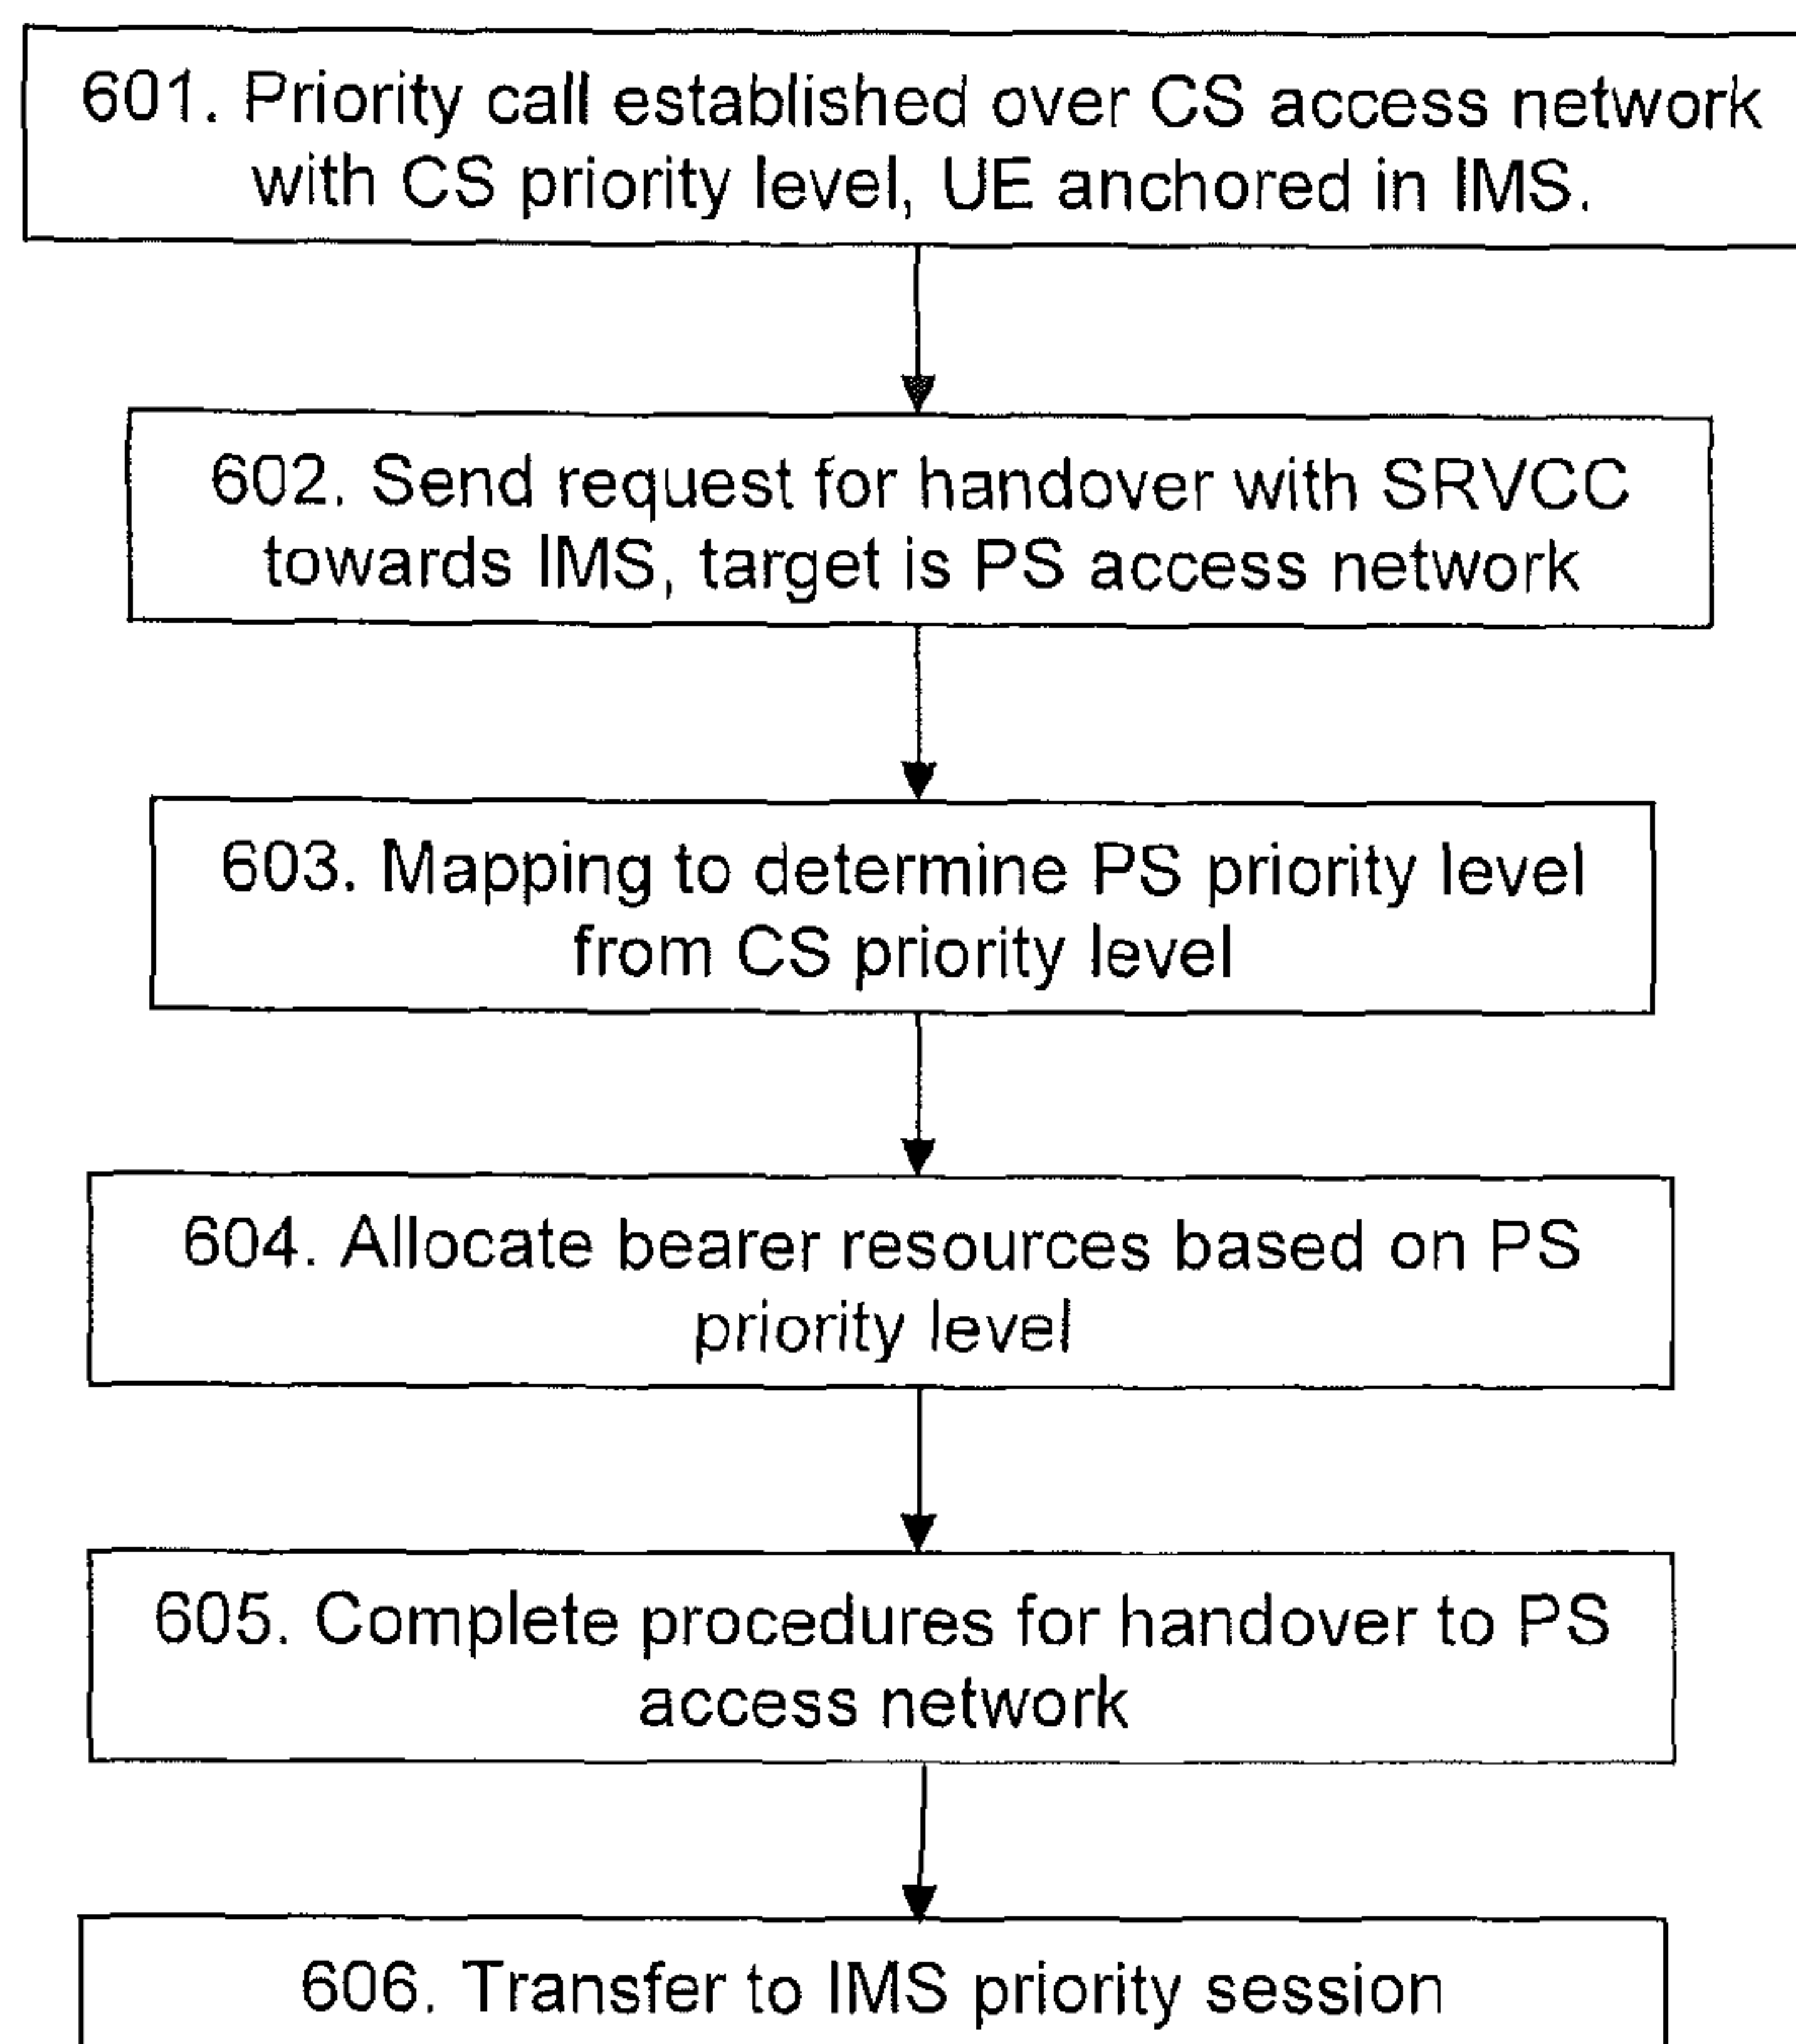 601. Priority call established over CS access network
with CS priority level, UE anchored in IMS.
602. Send request for handover with SRVCC
towards IMS, target is PS access network
603. Mapping to determine PS priority level
from CS priority level
604. Allocate bearer resources based on PS
priority level
605. Complete procedures for handover to PS
access network
606. Transfer to IMS priority session